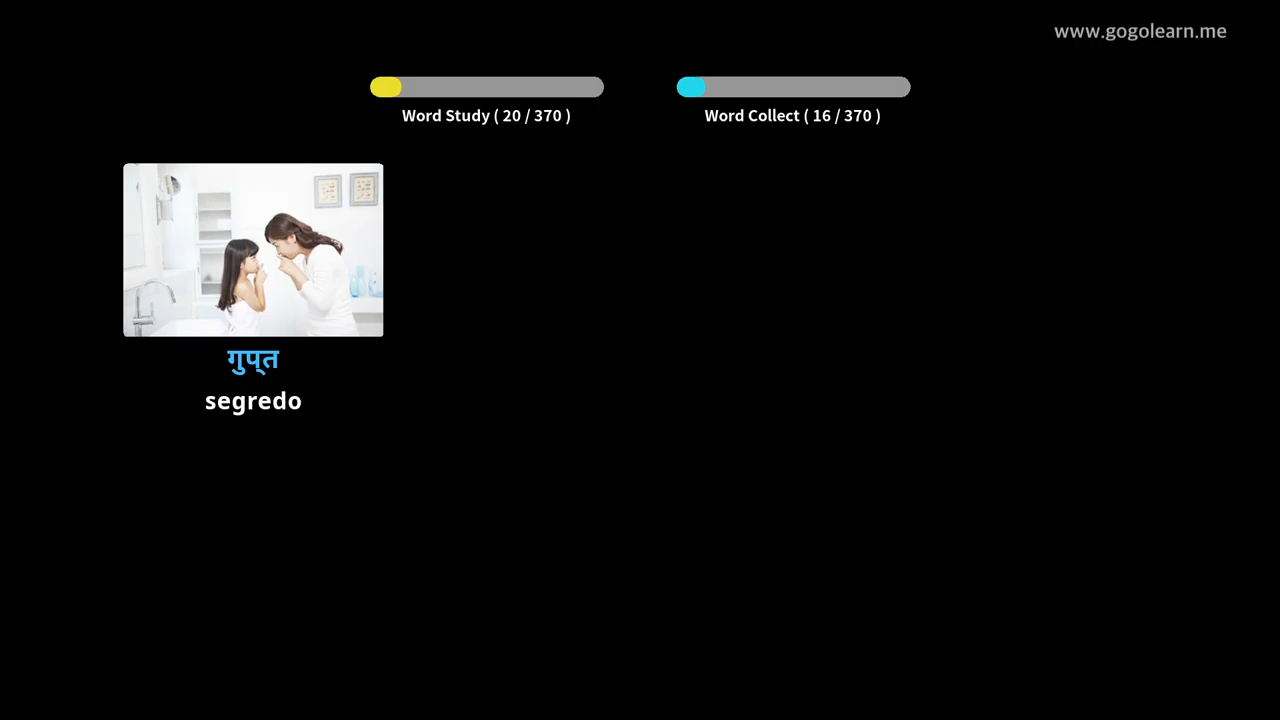 www.gogolearn.me
Word Study ( 20 / 370 )
Word Collect ( 16 / 370 )
गुप्त
segredo